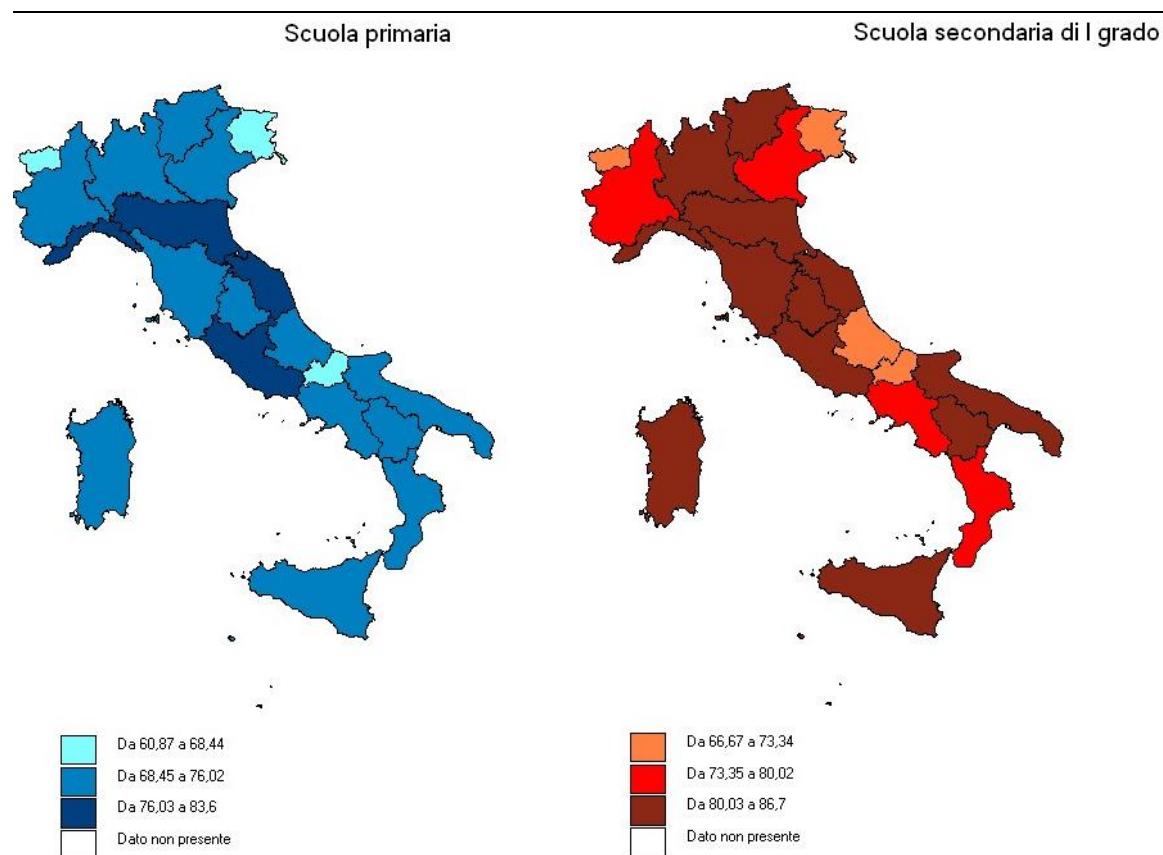 Scuola primaria
Scuola secondaria di I grado
Da 60,87 a 68,44
Da 68,45 a 76,02
Da 76,03 a 83,6
Dato non presente
Da 66,67 a 73,34
Da 73,35 a 80,02
Da 80,03 a 86,7
Dato non presente